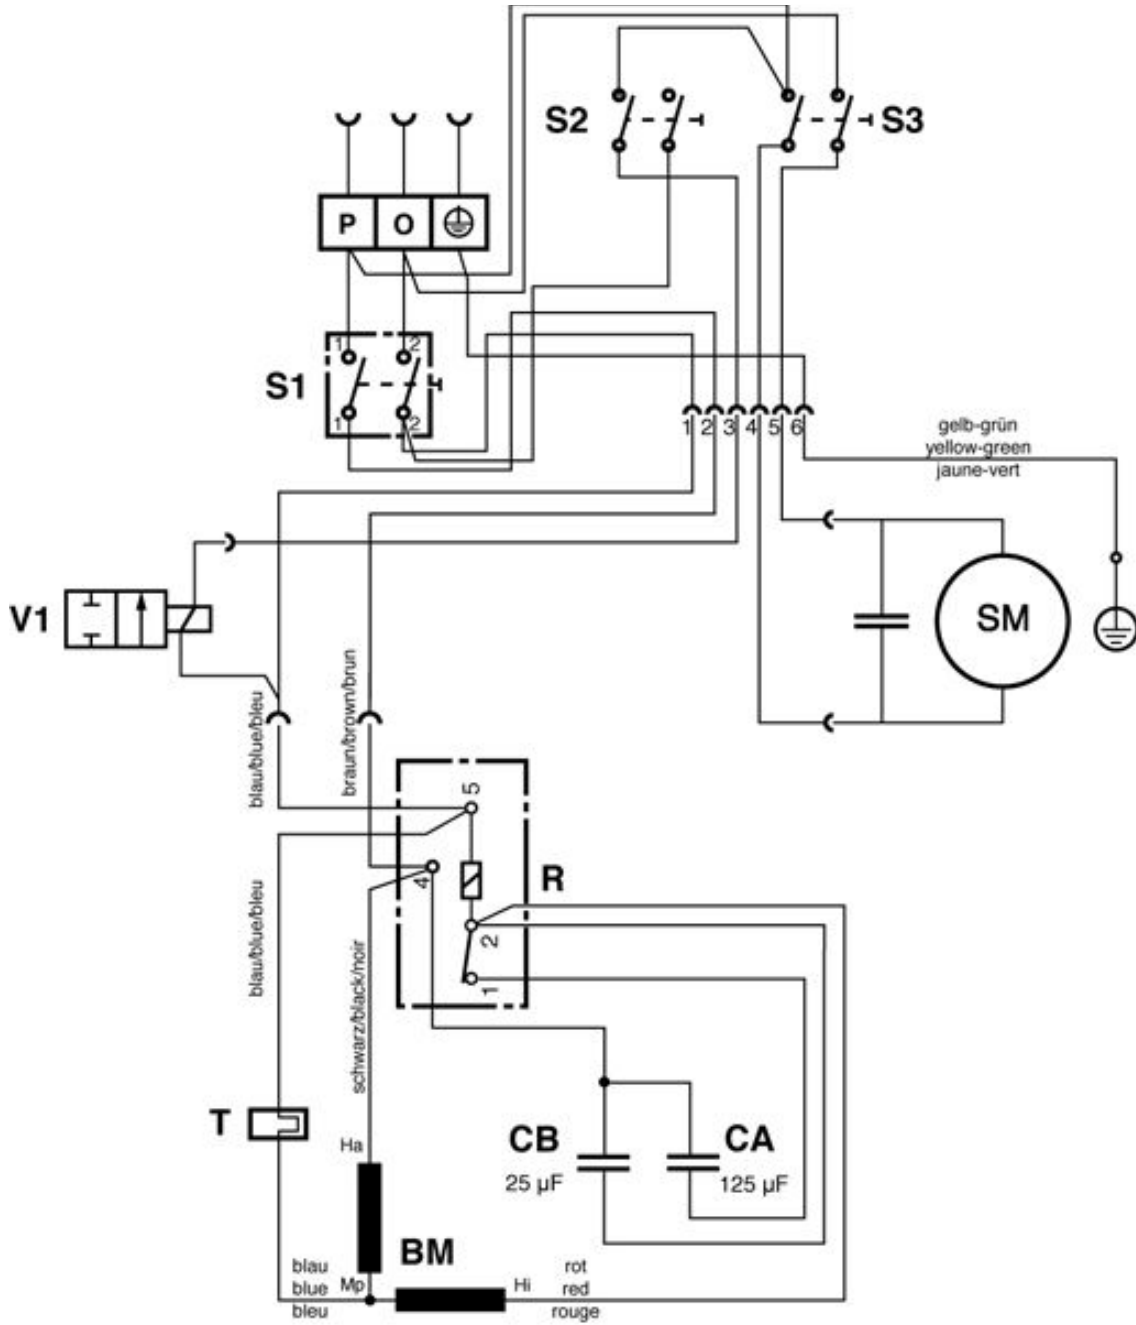 S2
S3
P O
1 2
S1
1 2
1 2 3 4 5 6
gelb-grün
yellow-green
jaune-vert
V1
SM
blau/blue/bleu
braun/brown/brun
5
4
R
2
1
blau/blue/bleu
schwarz/black/noir
T
Ha
CB
25 µF
CA
125 µF
BM
blau
blue
bleu
Mp
Hi
rot
red
rouge